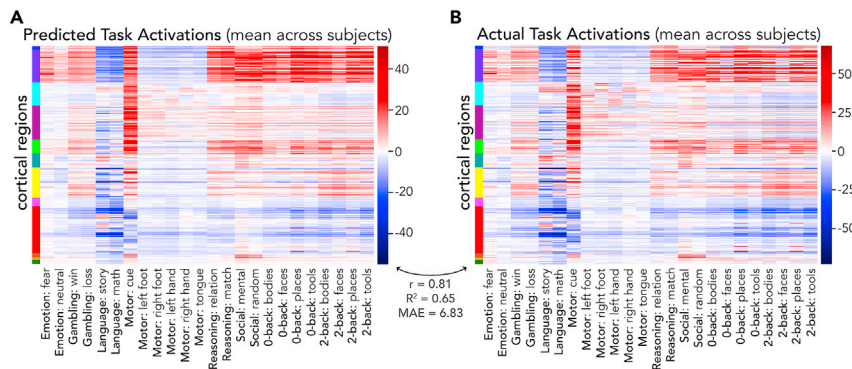 A
Predicted Task Activations (mean across subjects)
cortical regions
40
20
0
-20
-40
Emotion: fear
Emotion: neutral
Gambling: win
Gambling: loss
Language: story
Language: math
Motor: cue
Motor: left foot
Motor: right foot
Motor: left hand
Motor: right hand
Motor: tongue
Reasoning: relation
Reasoning: match
Social: mental
Social: random
0-back: bodies
0-back: faces
0-back: places
0-back: tools
2-back: bodies
2-back: faces
2-back: places
2-back: tools
r = 0.81
R² = 0.65
MAE = 6.83
B
Actual Task Activations (mean across subjects)
cortical regions
50
25
0
-25
-50
Emotion: fear
Emotion: neutral
Gambling: win
Gambling: loss
Language: story
Language: math
Motor: cue
Motor: left foot
Motor: right foot
Motor: left hand
Motor: right hand
Motor: tongue
Reasoning: relation
Reasoning: match
Social: mental
Social: random
0-back: bodies
0-back: faces
0-back: places
0-back: tools
2-back: bodies
2-back: faces
2-back: places
2-back: tools